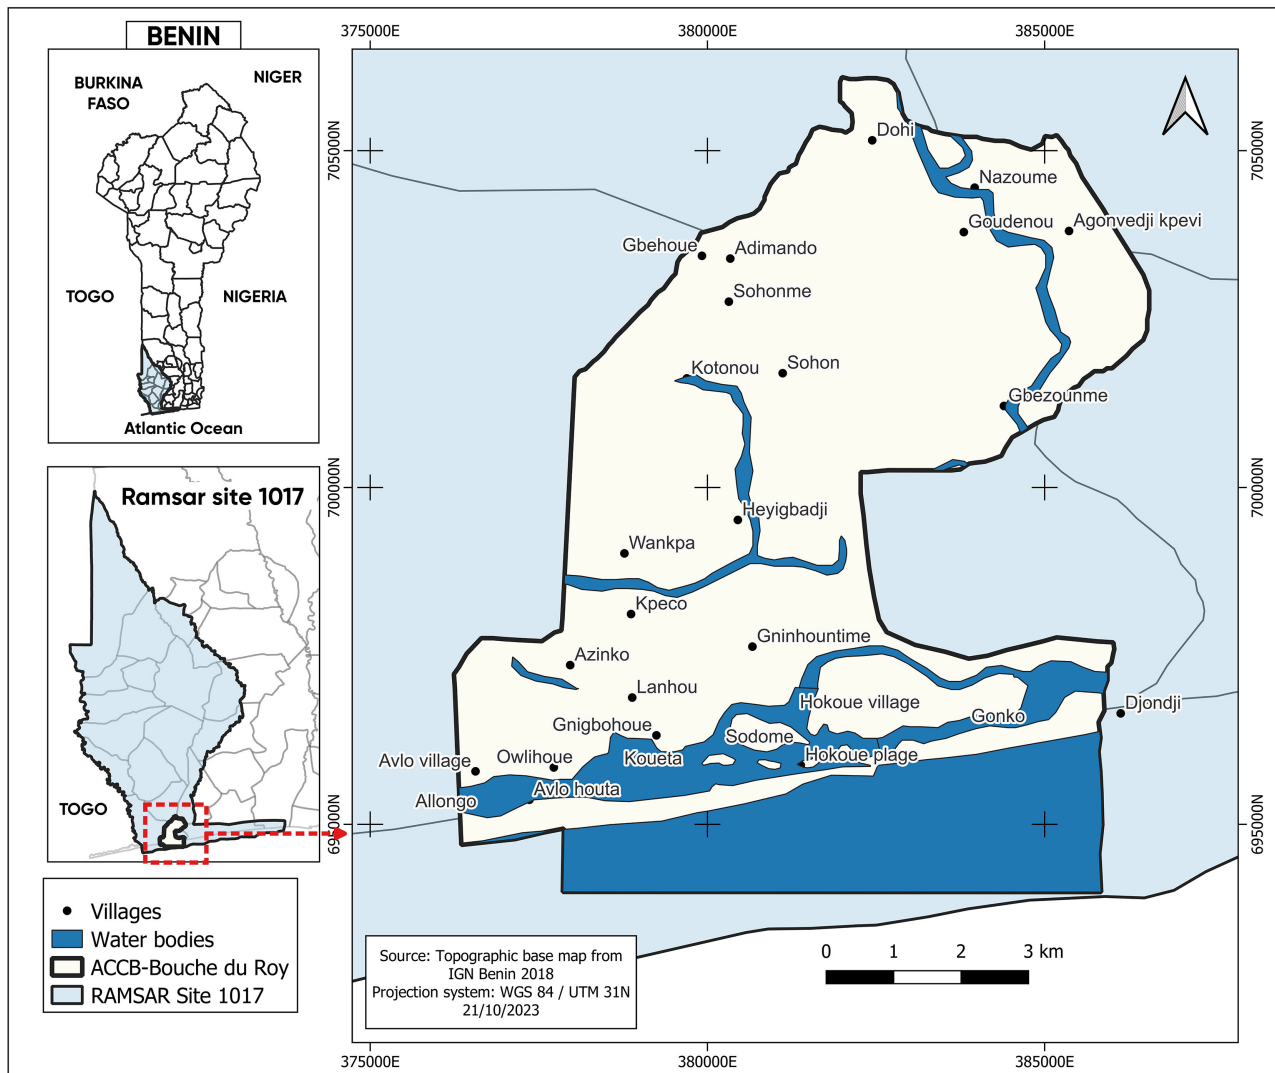 BENIN
BURKINA
FASO
NIGER
TOGO
NIGERIA
Atlantic Ocean
Ramsar site 1017
TOGO
Villages
Water bodies
ACCB-Bouche du Roy
RAMSAR Site 1017
375000E
380000E
385000E
705000N
705000N
700000N
700000N
695000N
695000N
Dohi
Nazoume
Goudenou
Agonvedji kpevi
Gbehoue
Adimando
Sohonme
Kotonou
Sohon
Gbezounme
Heyigbadji
Wankpa
Kpeco
Gninhountime
Azinko
Lanhou
Hokoue village
Djondji
Gonko
Gnigbohoue
Sodome
Avlo village
Owlihoue
Koueta
Hokoue plage
Allongo
Avlo houta
Source: Topographic base map from
IGN Benin 2018
Projection system: WGS 84 / UTM 31N
21/10/2023
0 1 2 3 km
375000E
380000E
385000E